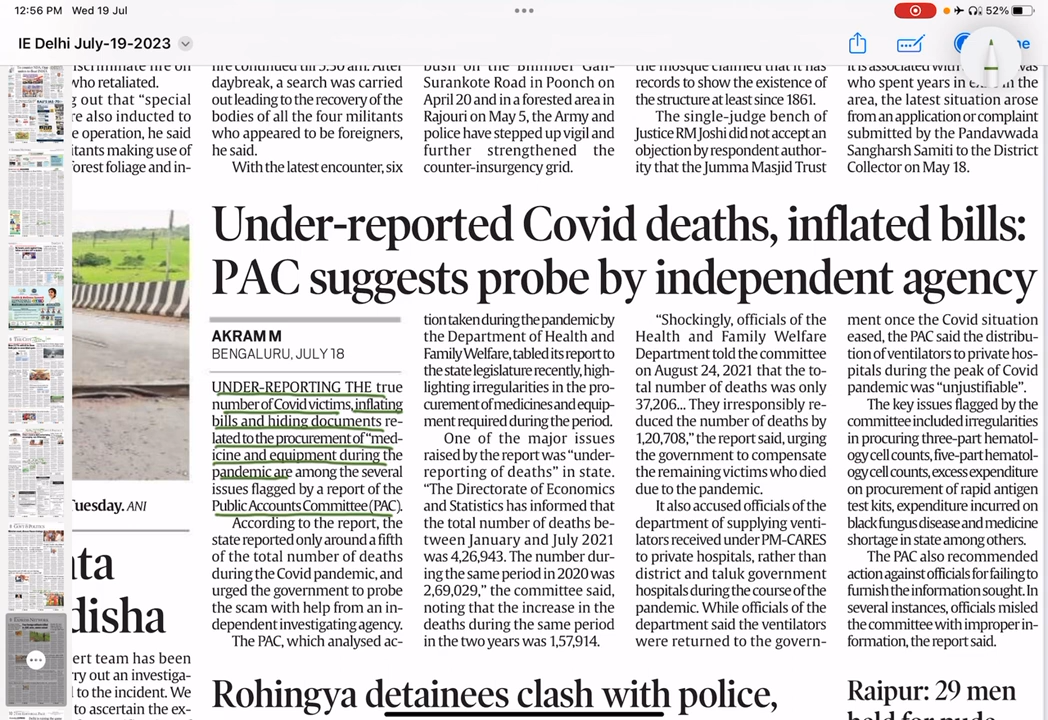 12:56 PM Wed 19 Jul
52%
IE Delhi July-19-2023
who retaliated.
g out that “special
re also inducted to
e operation, he said
itants making use of
forest foliage and in-
life continued till 5.30 am. After
daybreak, a search was carried
out leading to the recovery of the
bodies of all the four militants
who appeared to be foreigners,
he said.
With the latest encounter, six
bush on the Bhimber Gali-
Surankote Road in Poonch on
April 20 and in a forested area in
Rajouri on May 5, the Army and
police have stepped up vigil and
further strengthened the
counter-insurgency grid.
the mosque claimed that it has
records to show the existence of
the structure at least since 1861.
The single-judge bench of
Justice RM Joshi did not accept an
objection by respondent author-
ity that the Jumma Masjid Trust
it is associated with
who spent years in the
area, the latest situation arose
from an application or complaint
submitted by the Pandavwada
Sangharsh Samiti to the District
Collector on May 18.
Tuesday. ANI
ata
disha
ert team has been
rry out an investiga-
l to the incident. We
to ascertain the ex-
Under-reported Covid deaths, inflated bills:
PAC suggests probe by independent agency
AKRAM M
BENGALURU, JULY 18
UNDER-REPORTING THE true
number of Covid victims, inflating
bills and hiding documents re-
lated to the procurement of “med-
icine and equipment during the
pandemic are among the several
issues flagged by a report of the
Public Accounts Committee (PAC).
According to the report, the
state reported only around a fifth
of the total number of deaths
during the Covid pandemic, and
urged the government to probe
the scam with help from an in-
dependent investigating agency.
The PAC, which analysed ac-
tion taken during the pandemic by
the Department of Health and
Family Welfare, tabled its report to
the state legislature recently, high-
lighting irregularities in the pro-
curement of medicines and equip-
ment required during the period.
One of the major issues
raised by the report was “under-
reporting of deaths” in state.
“The Directorate of Economics
and Statistics has informed that
the total number of deaths be-
tween January and July 2021
was 4,26,943. The number dur-
ing the same period in 2020 was
2,69,029,” the committee said,
noting that the increase in the
deaths during the same period
in the two years was 1,57,914.
“Shockingly, officials of the
Health and Family Welfare
Department told the committee
on August 24, 2021 that the to-
tal number of deaths was only
37,206... They irresponsibly re-
duced the number of deaths by
1,20,708,” the report said, urging
the government to compensate
the remaining victims who died
due to the pandemic.
It also accused officials of the
department of supplying venti-
lators received under PM-CARES
to private hospitals, rather than
district and taluk government
hospitals during the course of the
pandemic. While officials of the
department said the ventilators
were returned to the govern-
ment once the Covid situation
eased, the PAC said the distribu-
tion of ventilators to private hos-
pitals during the peak of Covid
pandemic was “unjustifiable”.
The key issues flagged by the
committee included irregularities
in procuring three-part hematol-
ogy cell counts, five-part hematol-
ogy cell counts, excess expenditure
on procurement of rapid antigen
test kits, expenditure incurred on
black fungus disease and medicine
shortage in state among others.
The PAC also recommended
action against officials for failing to
furnish the information sought. In
several instances, officials misled
the committee with improper in-
formation, the report said.
Rohingya detainees clash with police,
Raipur: 29 men